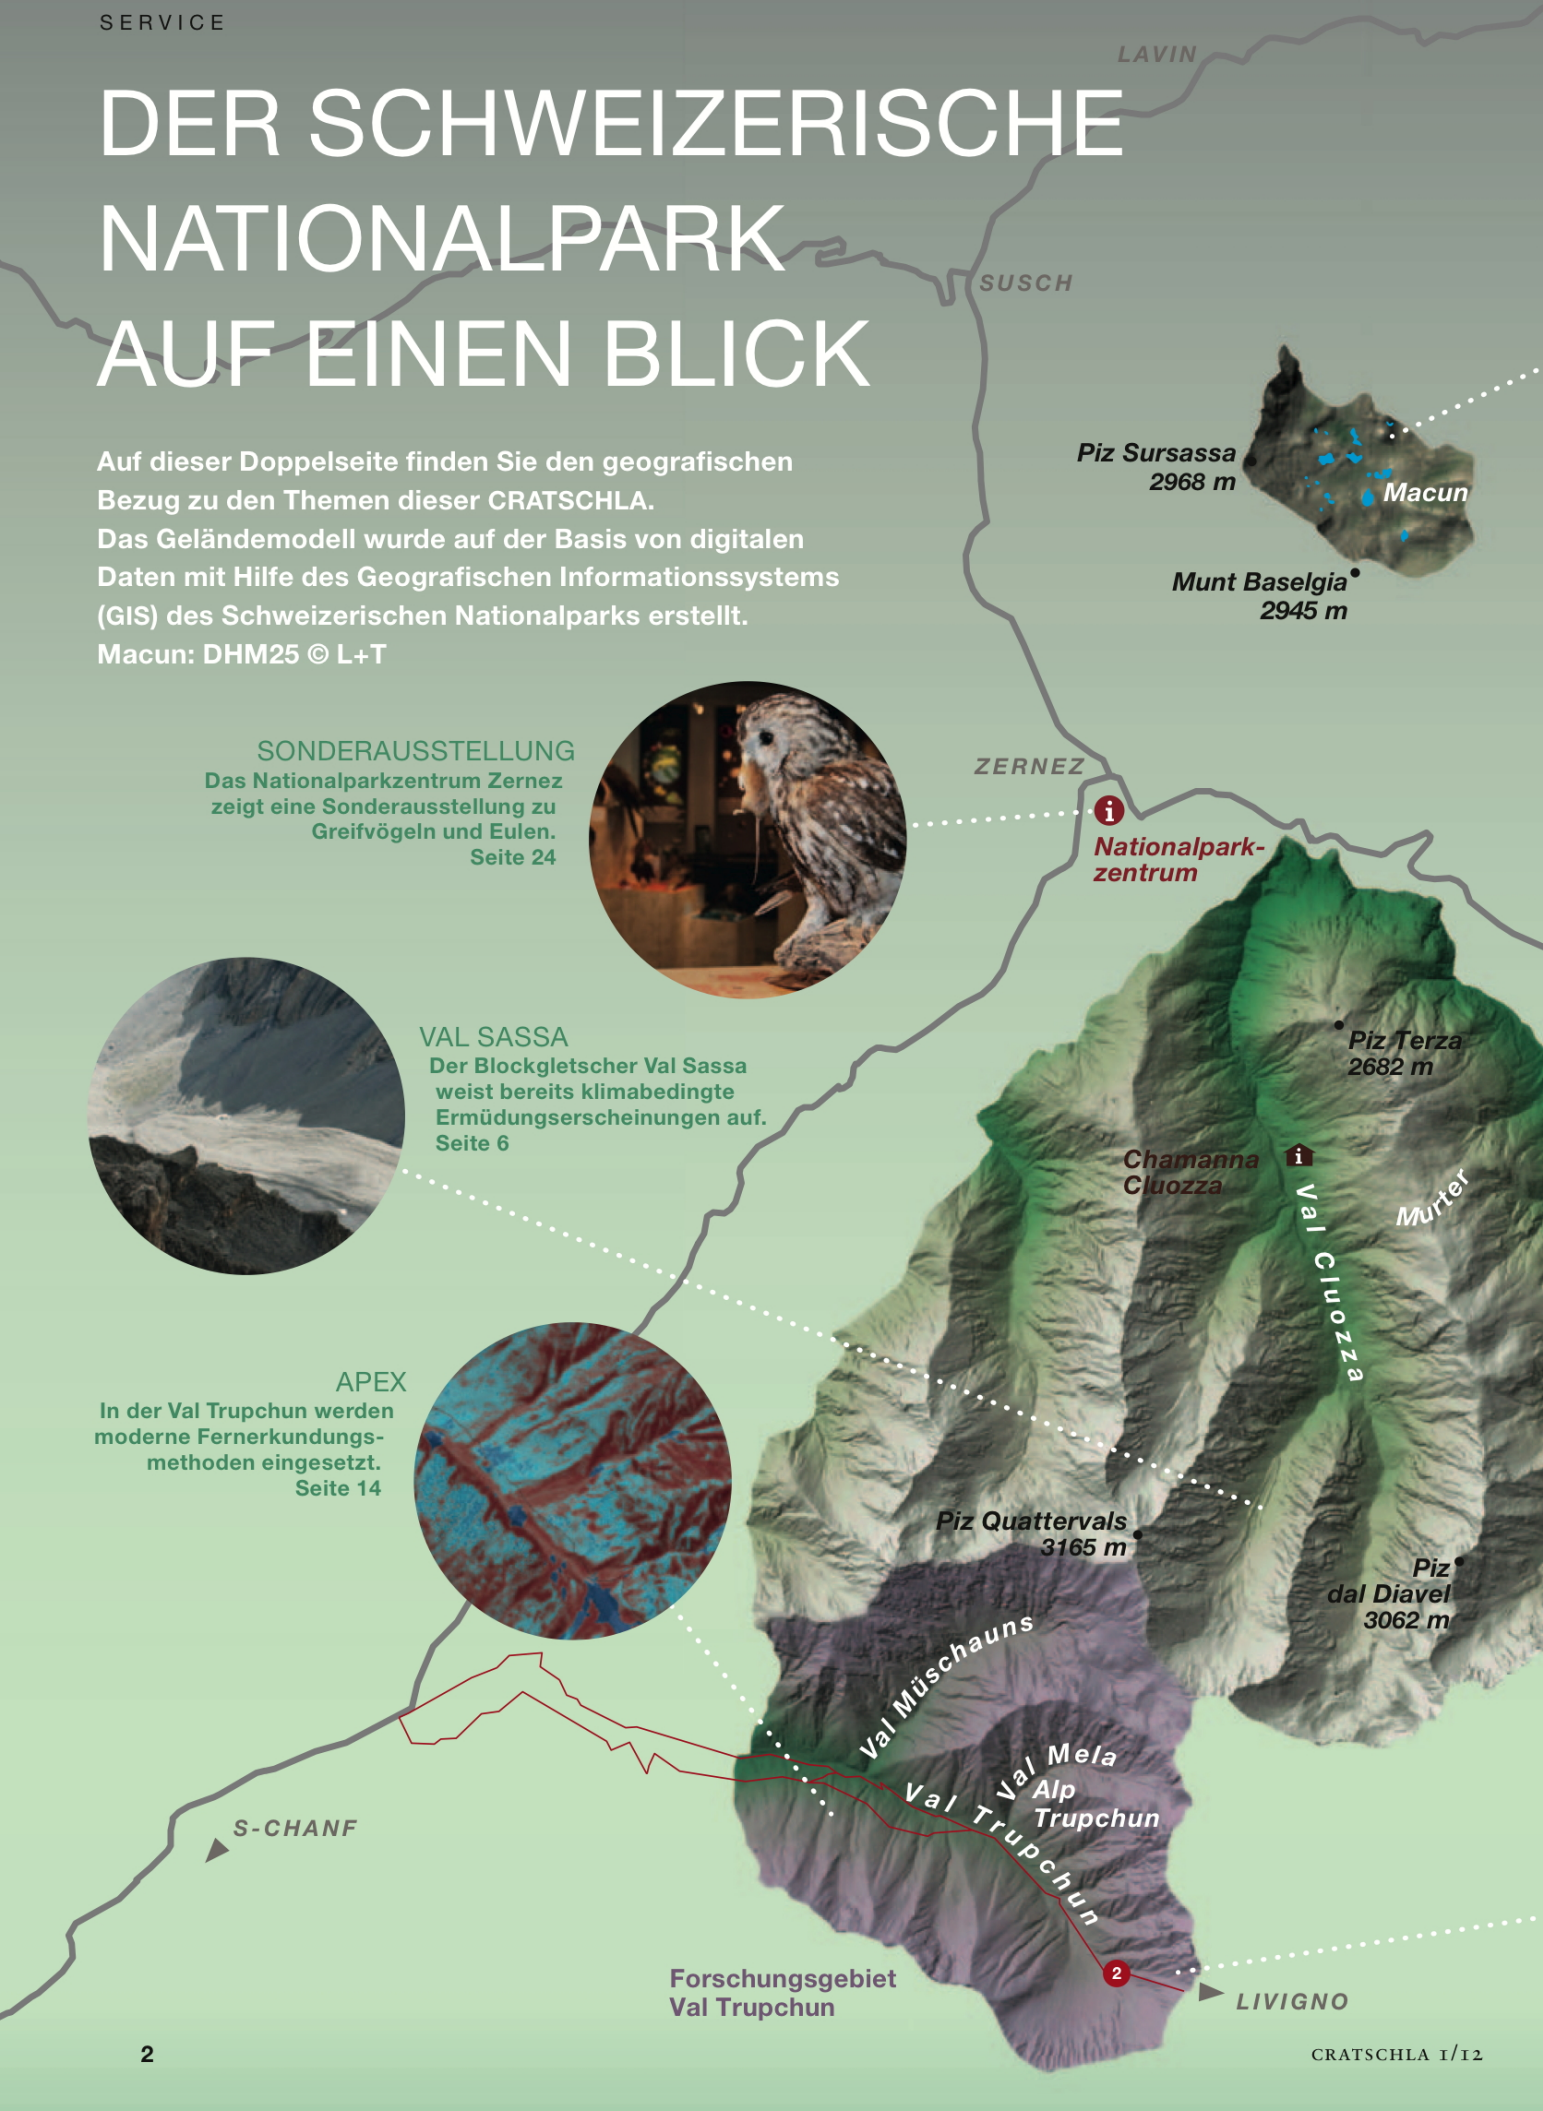 SERVICE
DER SCHWEIZERISCHE
NATIONALPARK
AUF EINEN BLICK
Auf dieser Doppelseite finden Sie den geografischen
Bezug zu den Themen dieser CRATSCHLA.
Das Geländemodell wurde auf der Basis von digitalen
Daten mit Hilfe des Geografischen Informationssystems
(GIS) des Schweizerischen Nationalparks erstellt.
Macun: DHM25 © L+T
LAVIN
SUSCH
Piz Sursassa
2968 m
Macun
Munt Baselgia
2945 m
SONDERAUSSTELLUNG
Das Nationalparkzentrum Zernez
zeigt eine Sonderausstellung zu
Greifvögeln und Eulen.
Seite 24
ZERNEZ
i
Nationalpark-
zentrum
VAL SASSA
Der Blockgletscher Val Sassa
weist bereits klimabedingte
Ermüdungserscheinungen auf.
Seite 6
Piz Terza
2682 m
Chamanna
Cluozza
i
Val Cluozza
Murter
APEX
In der Val Trupchun werden
moderne Fernerkundungs-
methoden eingesetzt.
Seite 14
Piz Quattervals
3165 m
Piz
dal Diavel
3062 m
Val Müschauns
Val Mela
Alp
Trupchun
Val Trupchun
S-CHANF
2
Forschungsgebiet
Val Trupchun
LIVIGNO
2
CRATSCHLA 1/12